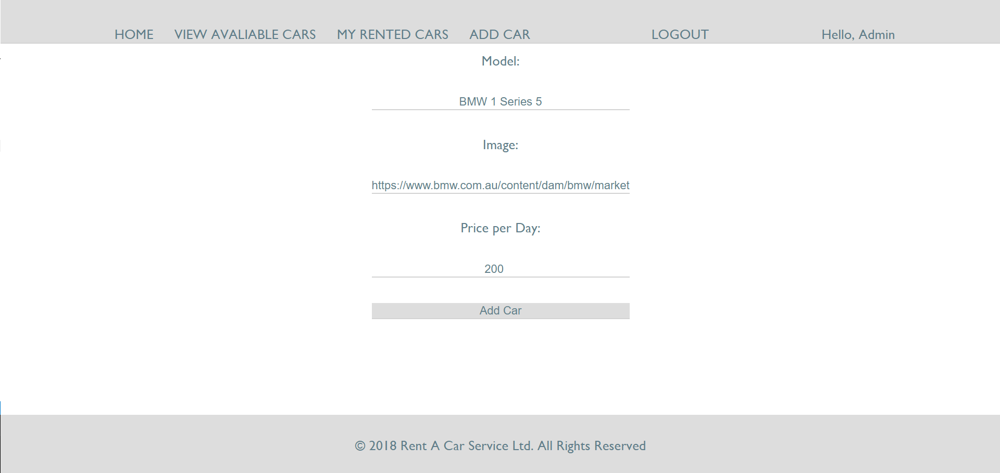 HOME VIEW AVALIABLE CARS MY RENTED CARS ADD CAR LOGOUT Hello, Admin
Model:
BMW 1 Series 5
Image:
https://www.bmw.com.au/content/dam/bmw/market
Price per Day:
200
Add Car
© 2018 Rent A Car Service Ltd. All Rights Reserved